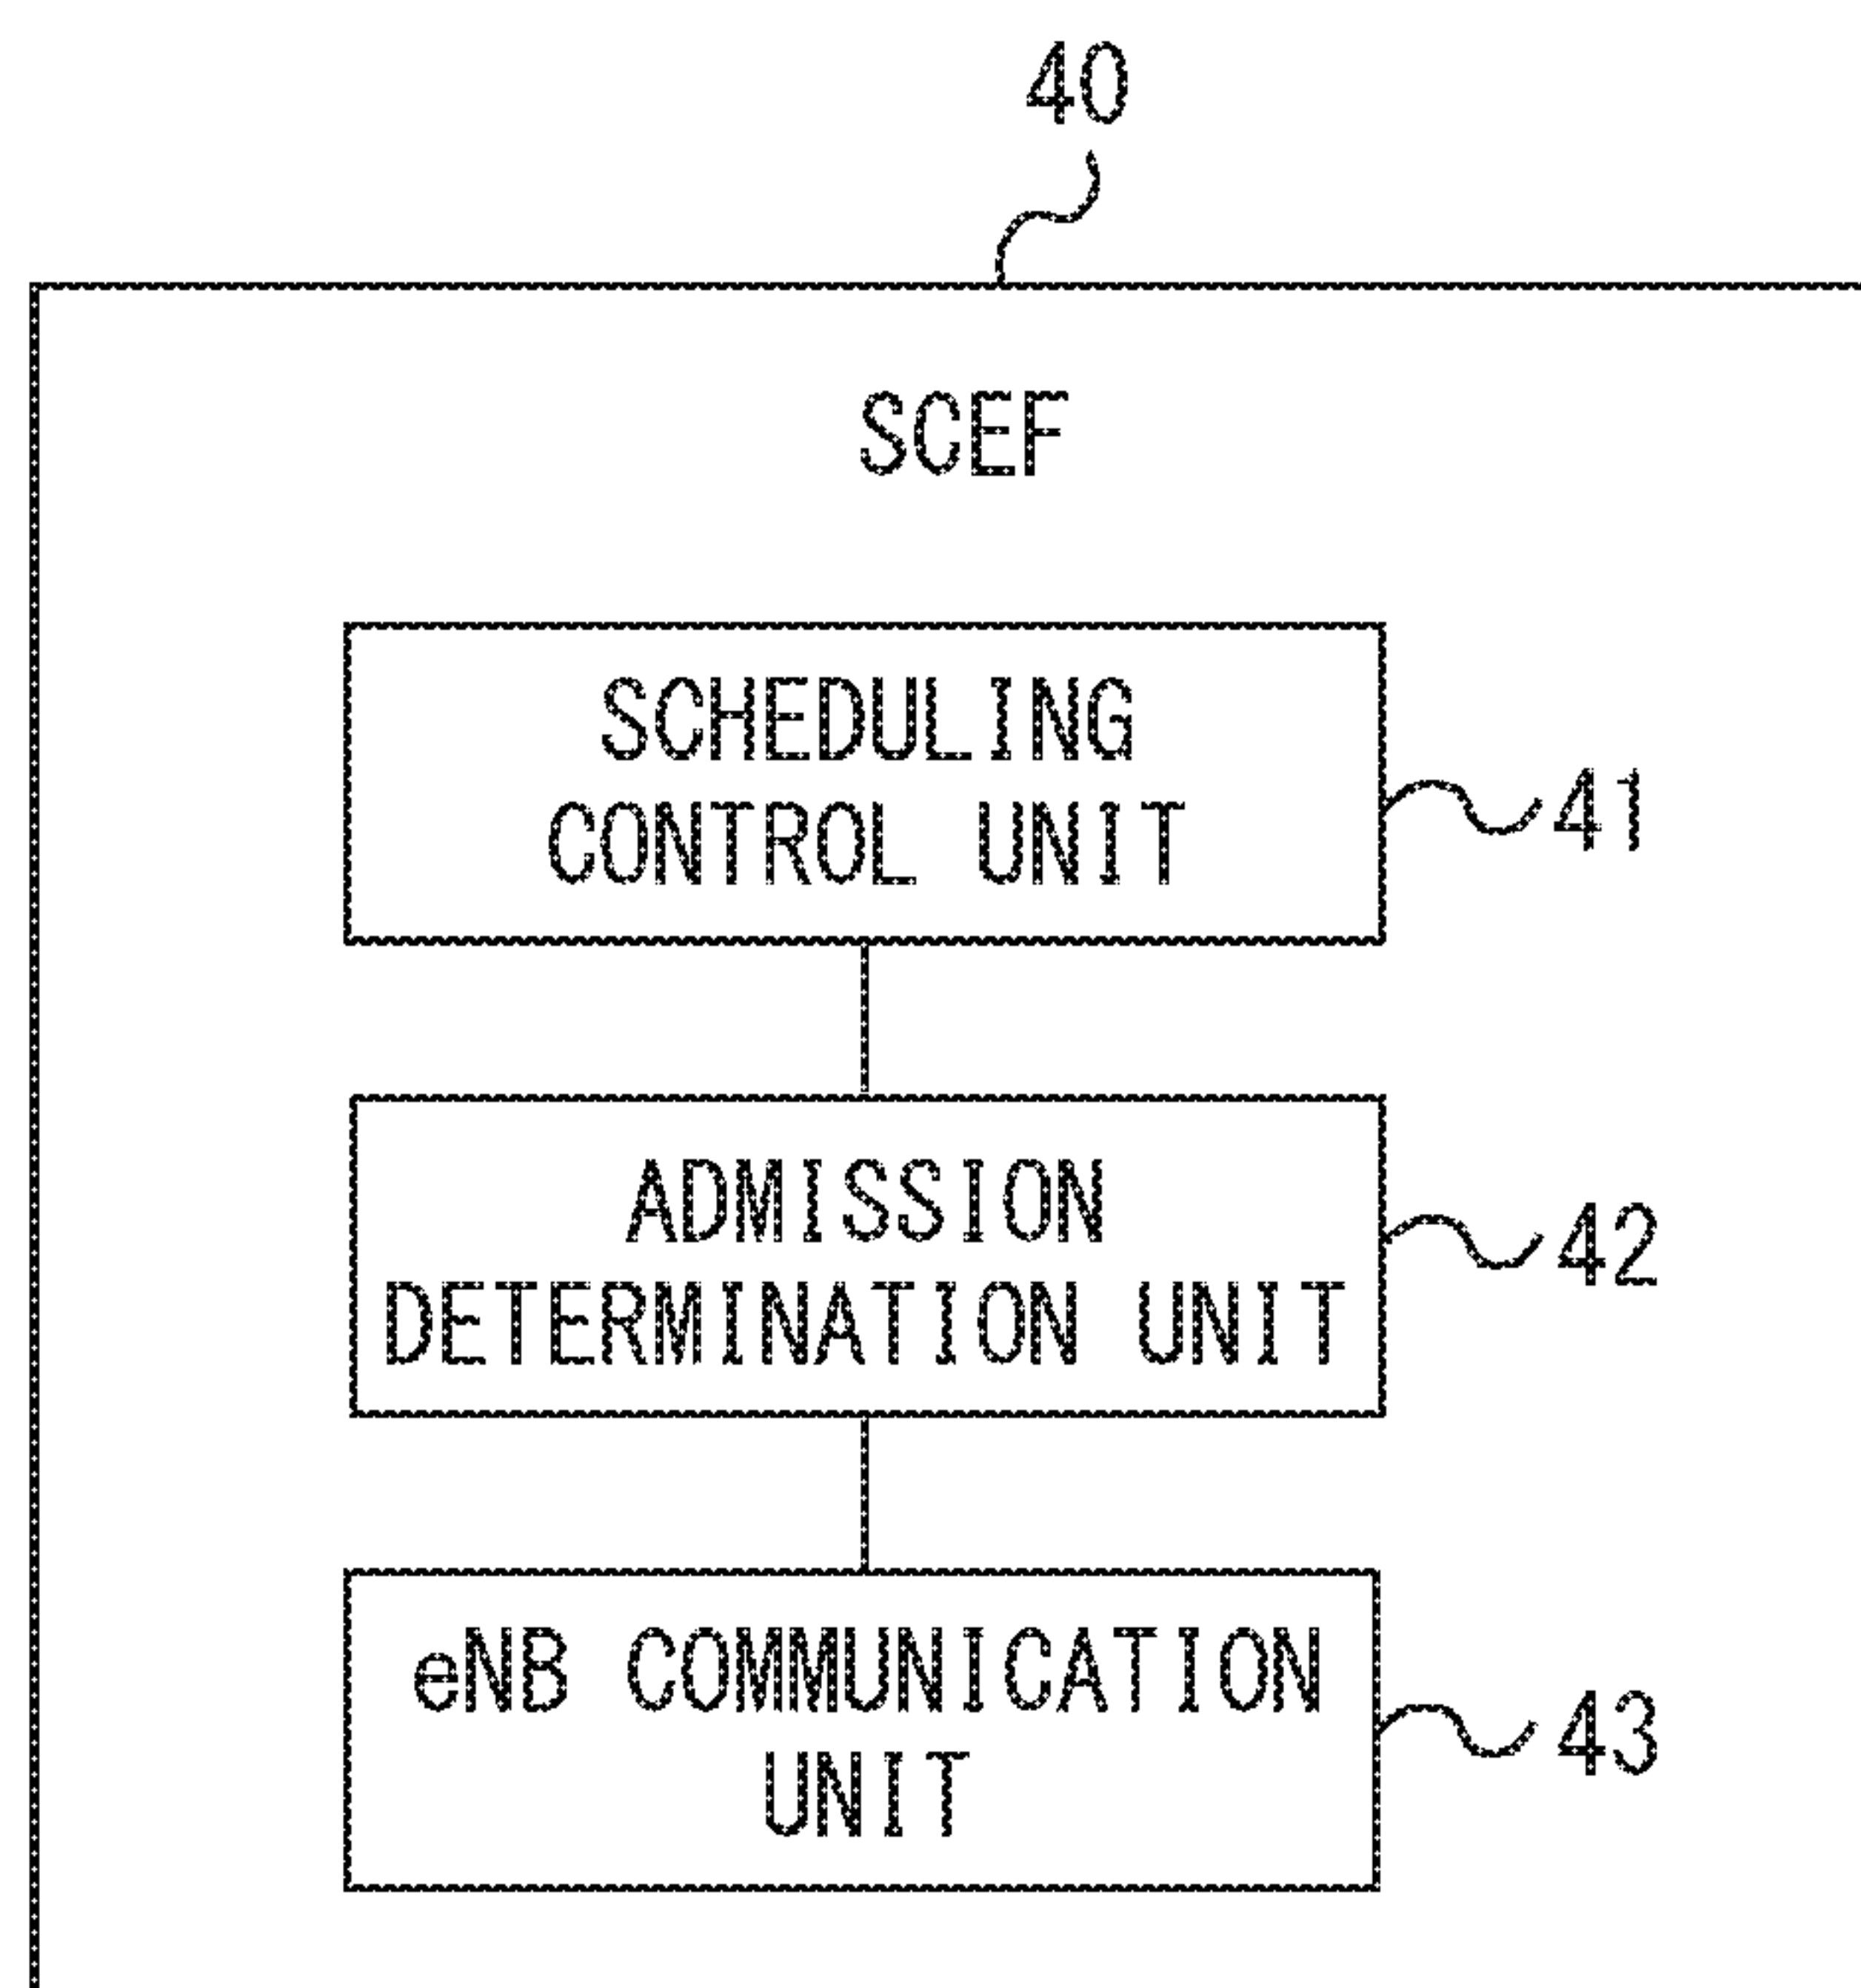 40
SCEF
SCHEDULING
CONTROL UNIT
41
ADMISSION
DETERMINATION UNIT
42
eNB COMMUNICATION
UNIT
43